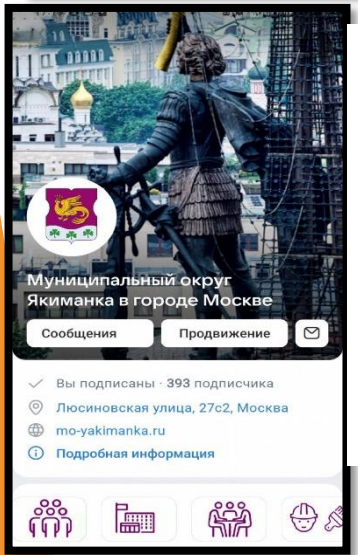 Муниципальный округ
Якиманка в городе Москве
Сообщения
Продвижение
Вы подписаны · 393 подписчика
Люсиновская улица, 27с2, Москва
mo-yakimanka.ru
Подробная информация